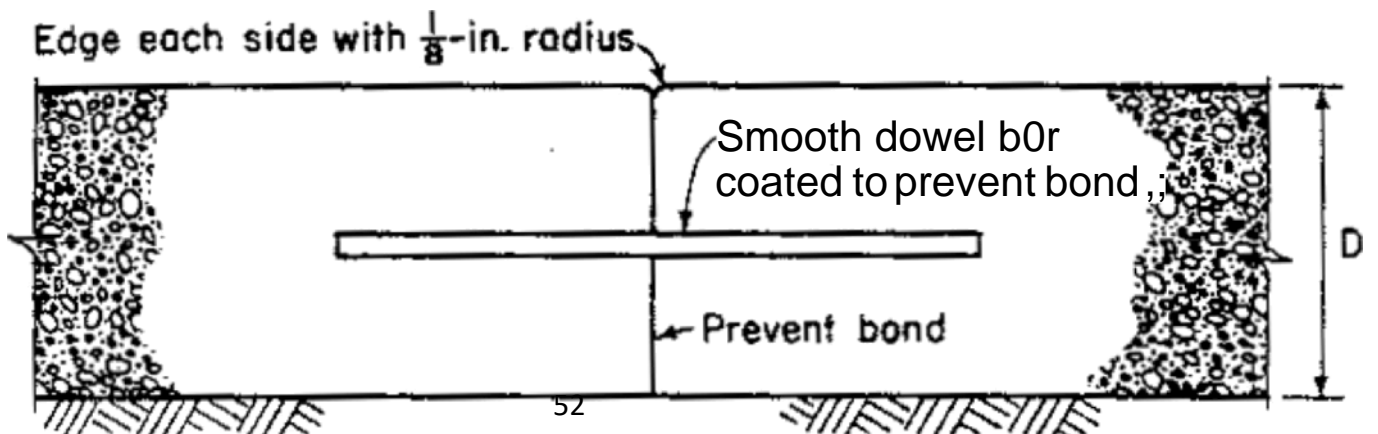 Edge each side with 1/8-in. radius
Smooth dowel b0r
coated to prevent bond ,;
D
Prevent bond
52